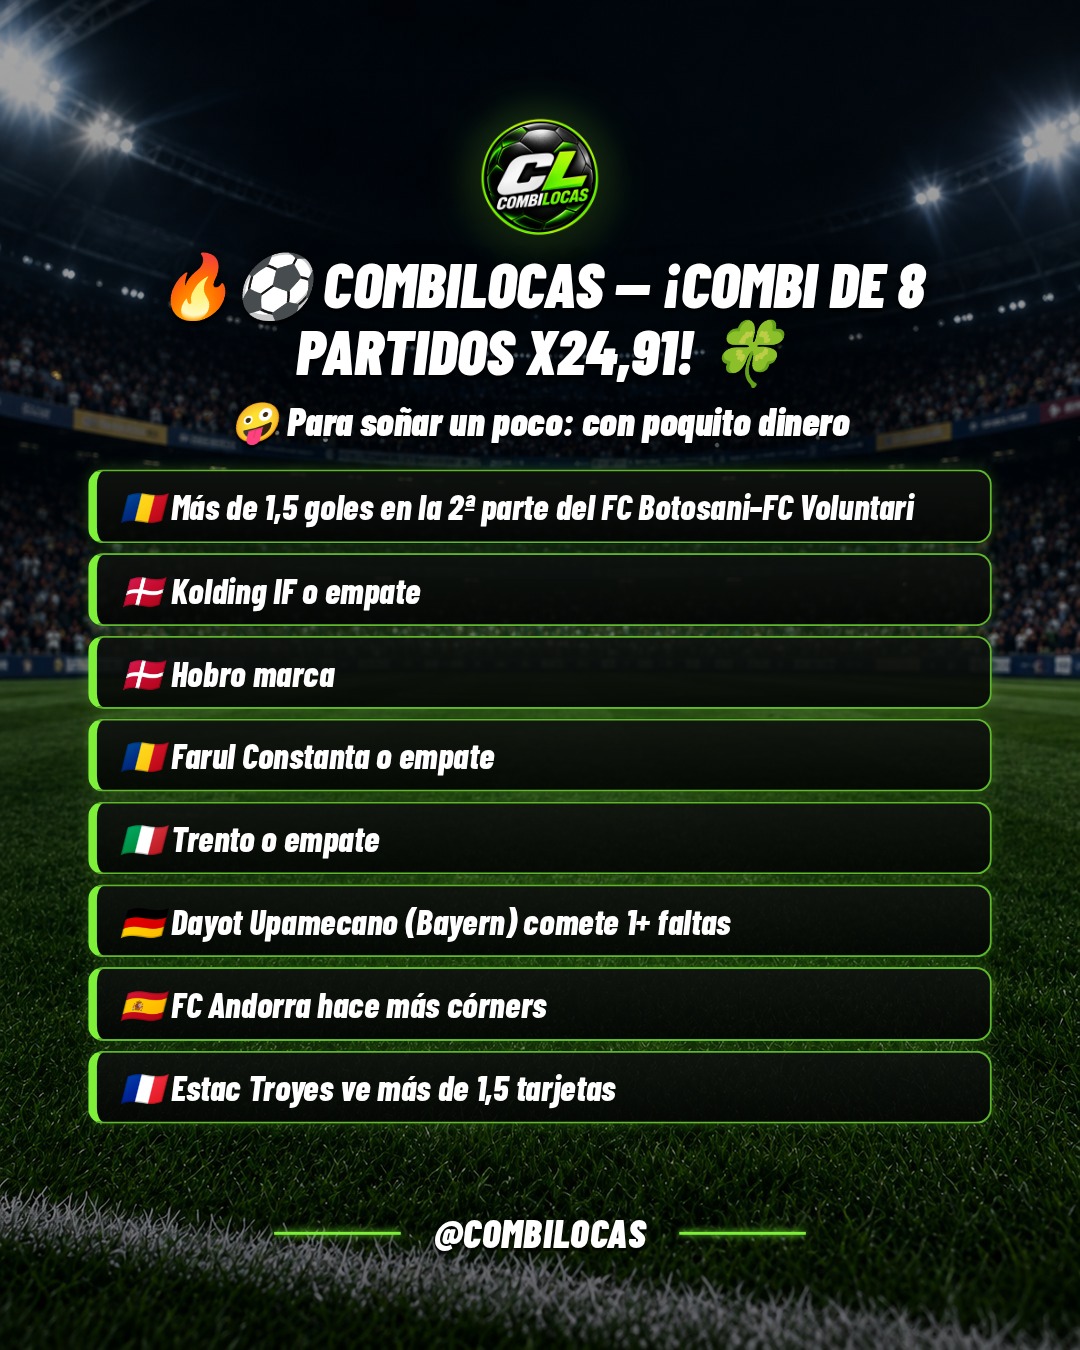 CL
COMBILOCAS
🔥⚽ COMBILOCAS – ¡COMBI DE 8
PARTIDOS X24,91! 🍀
🤪 Para soñar un poco: con poquito dinero
🇷🇴 Más de 1,5 goles en la 2ª parte del FC Botosani-FC Voluntari
🇩🇰 Kolding IF o empate
🇩🇰 Hobro marca
🇷🇴 Farul Constanta o empate
🇮🇹 Trento o empate
🇩🇪 Dayot Upamecano (Bayern) comete 1+ faltas
🇪🇸 FC Andorra hace más córners
🇫🇷 Estac Troyes ve más de 1,5 tarjetas
@COMBILOCAS